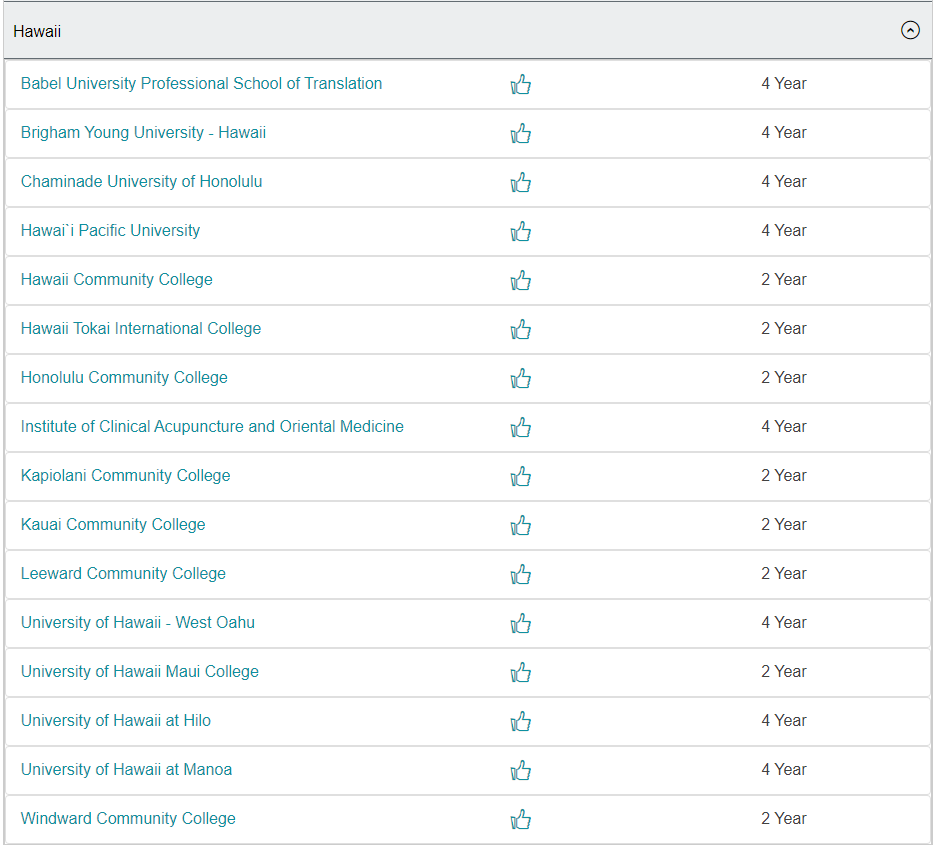 Hawaii
Babel University Professional School of Translation 4 Year
Brigham Young University - Hawaii 4 Year
Chaminade University of Honolulu 4 Year
Hawai`i Pacific University 4 Year
Hawaii Community College 2 Year
Hawaii Tokai International College 2 Year
Honolulu Community College 2 Year
Institute of Clinical Acupuncture and Oriental Medicine 4 Year
Kapiolani Community College 2 Year
Kauai Community College 2 Year
Leeward Community College 2 Year
University of Hawaii - West Oahu 4 Year
University of Hawaii Maui College 2 Year
University of Hawaii at Hilo 4 Year
University of Hawaii at Manoa 4 Year
Windward Community College 2 Year